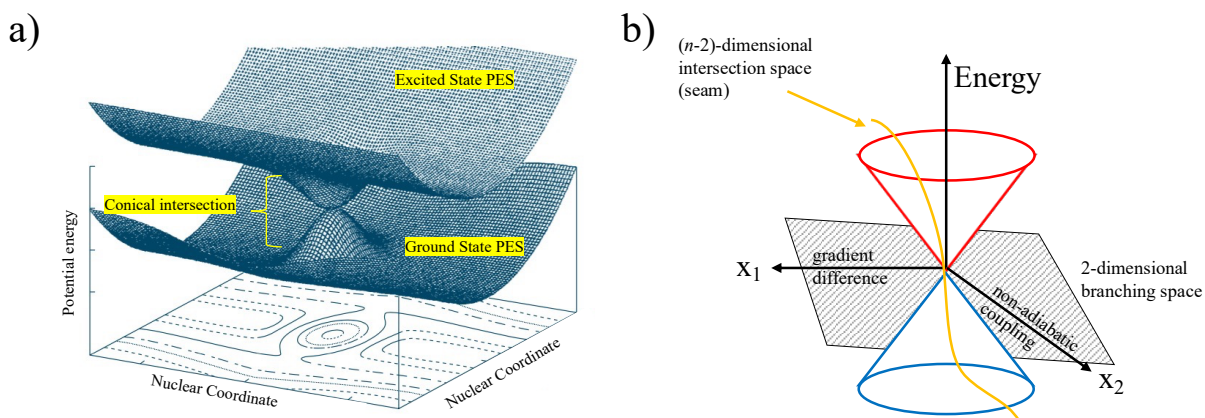 a)
Excited State PES
Conical intersection
Ground State PES
Potential energy
Nuclear Coordinate
Nuclear Coordinate
b)
(n-2)-dimensional
intersection space
(seam)
Energy
gradient
difference
x1
2-dimensional
branching space
non-adiabatic
coupling
x2